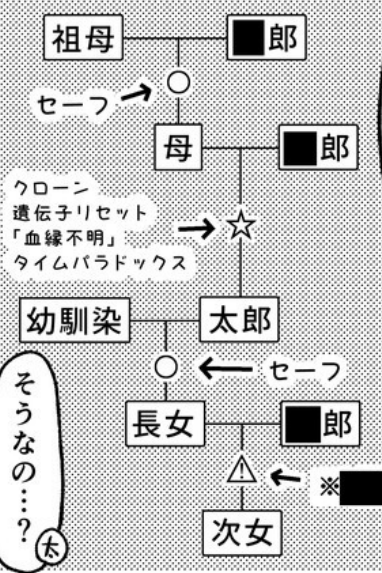 祖母
郎
セーフ
母
郎
クローン
遺伝子リセット
「血縁不明」
タイムパラドックス
幼馴染
太郎
セーフ
長女
郎
※
次女
そうなの…?
太